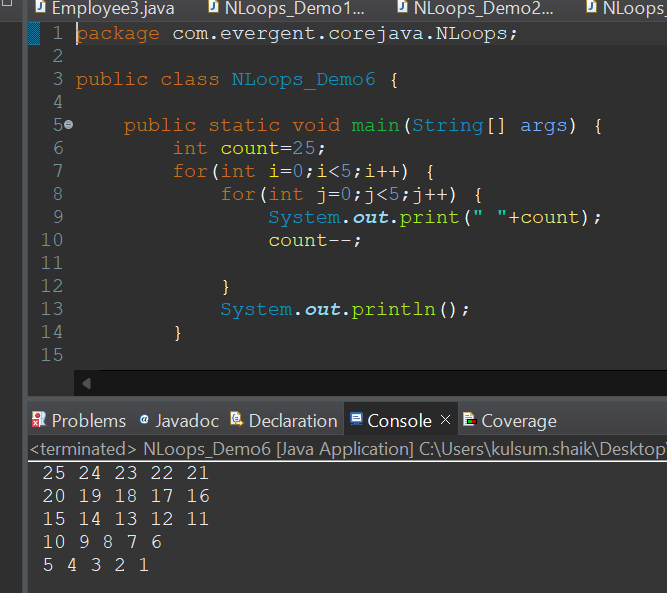 Employee3.java NLoops_Demo1... NLoops_Demo2... NLoops
1 package com.evergent.corejava.NLoops;
2
3 public class NLoops_Demo6 {
4
5 public static void main(String[] args) {
6 int count=25;
7 for(int i=0;i<5;i++) {
8 for(int j=0;j<5;j++) {
9 System.out.print(" "+count);
10 count--;
11
12 }
13 System.out.println();
14 }
15
Problems @ Javadoc Declaration Console × Coverage
<terminated> NLoops_Demo6 [Java Application] C:\Users\kulsum.shaik\Desktop\
25 24 23 22 21
20 19 18 17 16
15 14 13 12 11
10 9 8 7 6
5 4 3 2 1